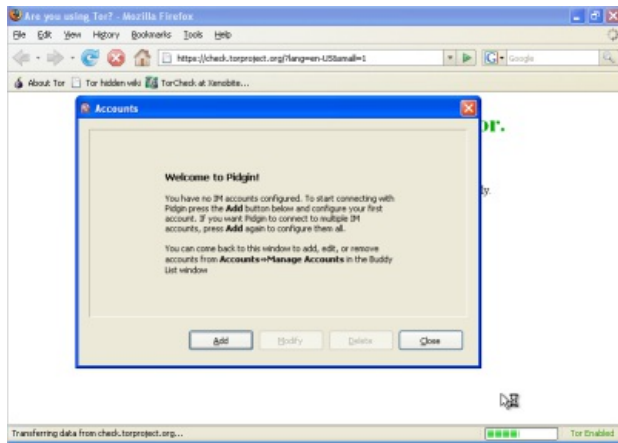 Are you using Tor? - Mozilla Firefox
File Edit View History Bookmarks Tools Help
https://check.torproject.org/?lang=en-US&small=1
Google
About Tor Tor hidden wiki TorCheck at Xenobite...
Accounts
or.
Welcome to Pidgin!
ly.
You have no IM accounts configured. To start connecting with
Pidgin press the Add button below and configure your first
account. If you want Pidgin to connect to multiple IM
accounts, press Add again to configure them all.
You can come back to this window to add, edit, or remove
accounts from Accounts⇨Manage Accounts in the Buddy
List window
Add Modify Delete Close
Transferring data from check.torproject.org... Tor Enabled